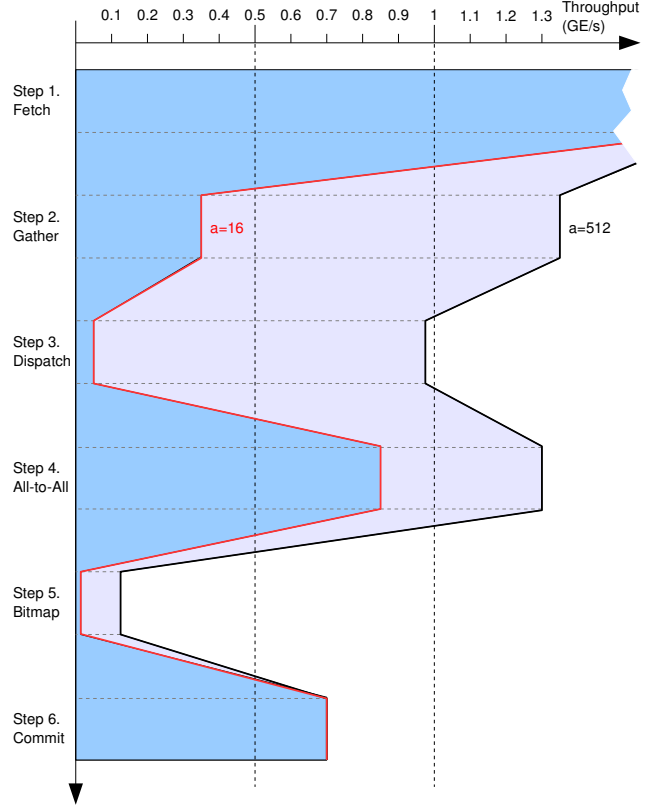 Throughput
(GE/s)
0.1 0.2 0.3 0.4 0.5 0.6 0.7 0.8 0.9 1 1.1 1.2 1.3
Step 1.
Fetch
Step 2.
Gather
a=16
a=512
Step 3.
Dispatch
Step 4.
All-to-All
Step 5.
Bitmap
Step 6.
Commit